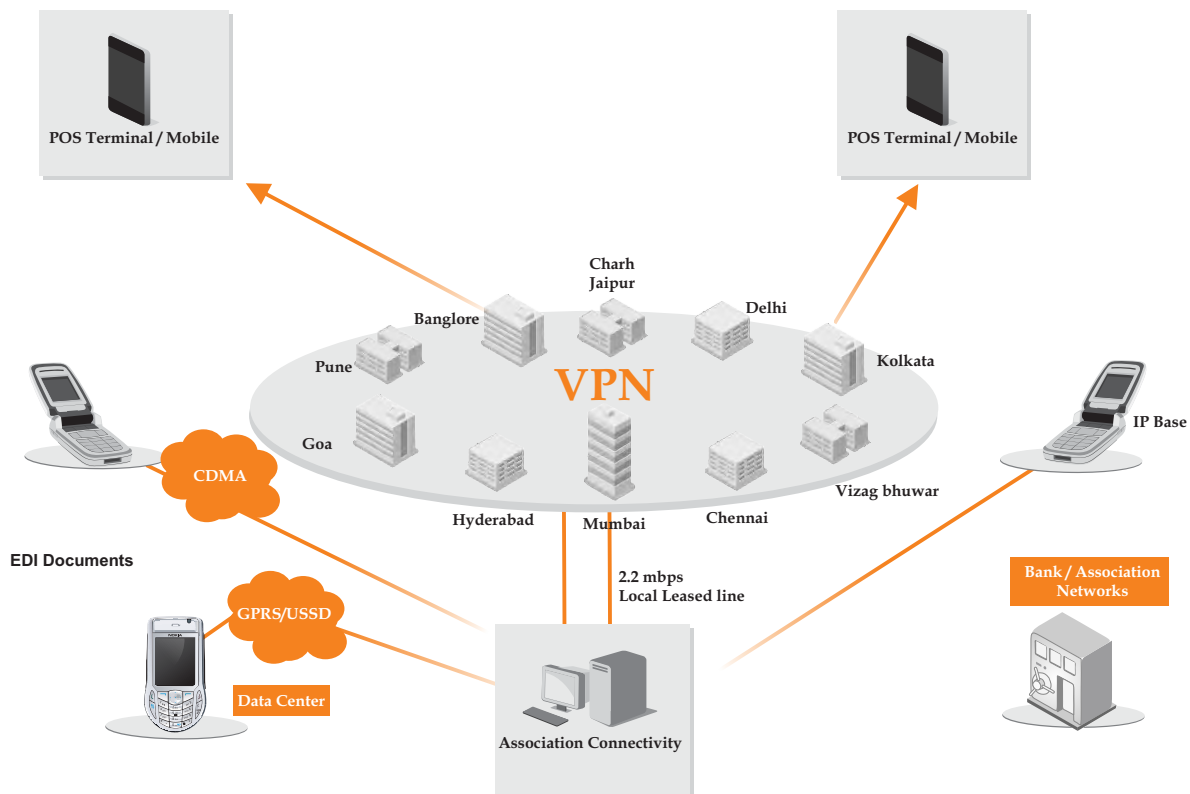 POS Terminal / Mobile
POS Terminal / Mobile
Charh
Jaipur
Delhi
Banglore
Kolkata
Pune
VPN
IP Base
Goa
CDMA
Vizag bhuwar
Hyderabad
Mumbai
Chennai
EDI Documents
2.2 mbps
Local Leased line
Bank / Association
Networks
GPRS/USSD
NOKIA
Data Center
Association Connectivity